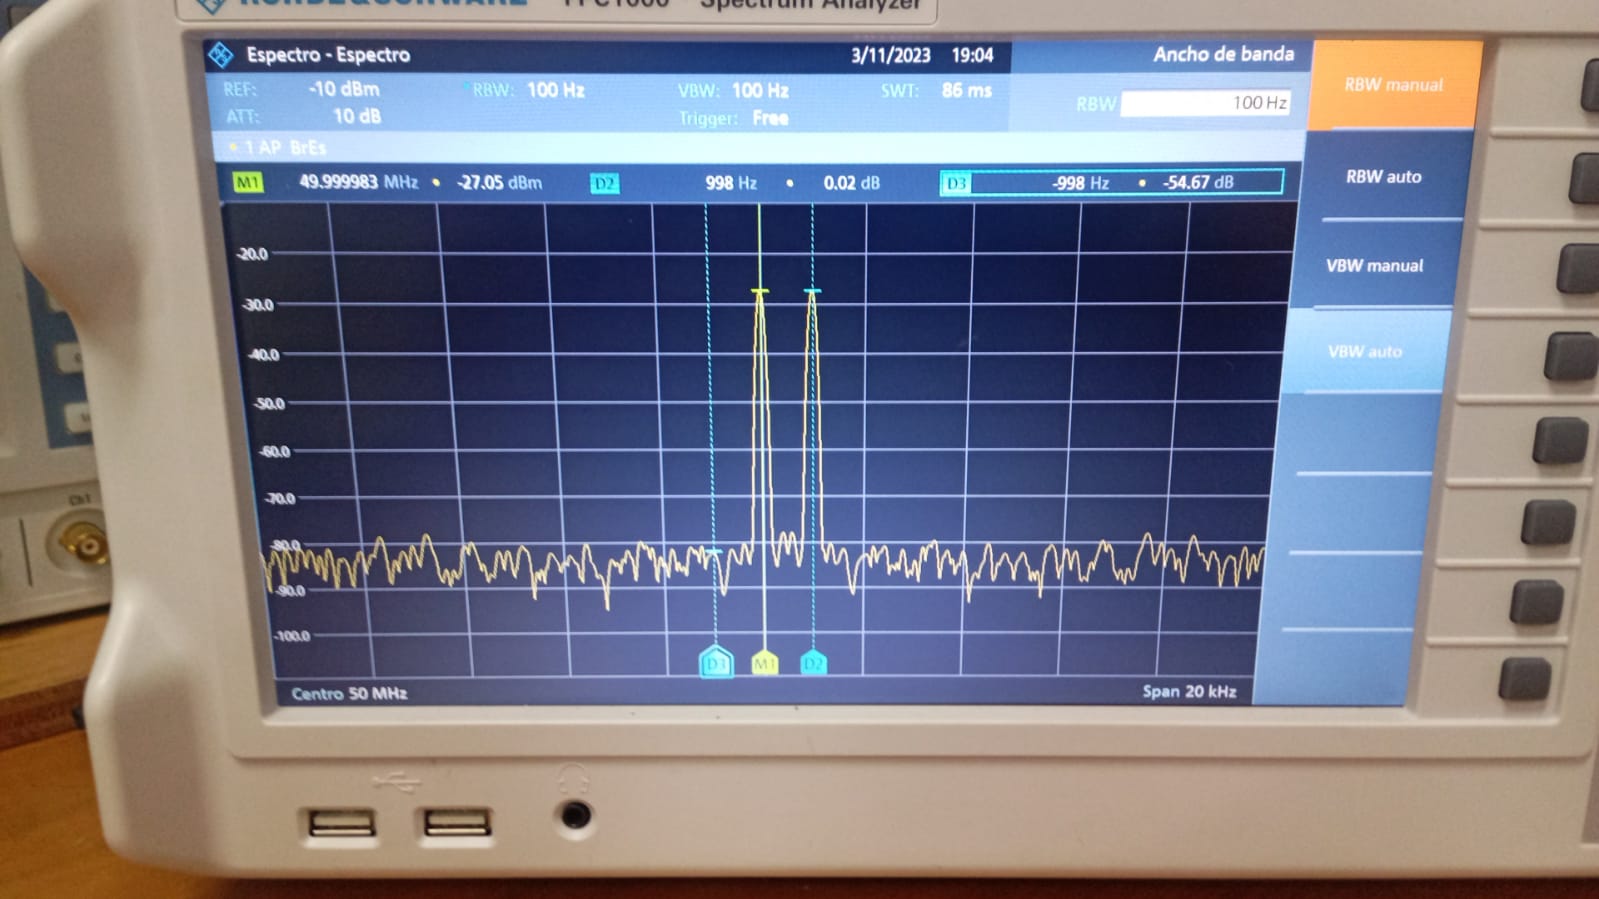 ROHDE&SCHWARZ FPC1000 · Spectrum Analyzer
Espectro - Espectro 3/11/2023 19:04 Ancho de banda
REF: -10 dBm RBW: 100 Hz VBW: 100 Hz SWT: 86 ms RBW 100 Hz
ATT: 10 dB Trigger: Free
1 AP BrEs
M1 49.999983 MHz • -27.05 dBm D2 998 Hz • 0.02 dB D3 -998 Hz • -54.67 dB
RBW manual
RBW auto
VBW manual
VBW auto
-20.0
-30.0
-40.0
-50.0
-60.0
-70.0
-80.0
-90.0
-100.0
D3 M1 D2
Centro 50 MHz Span 20 kHz
Ch1